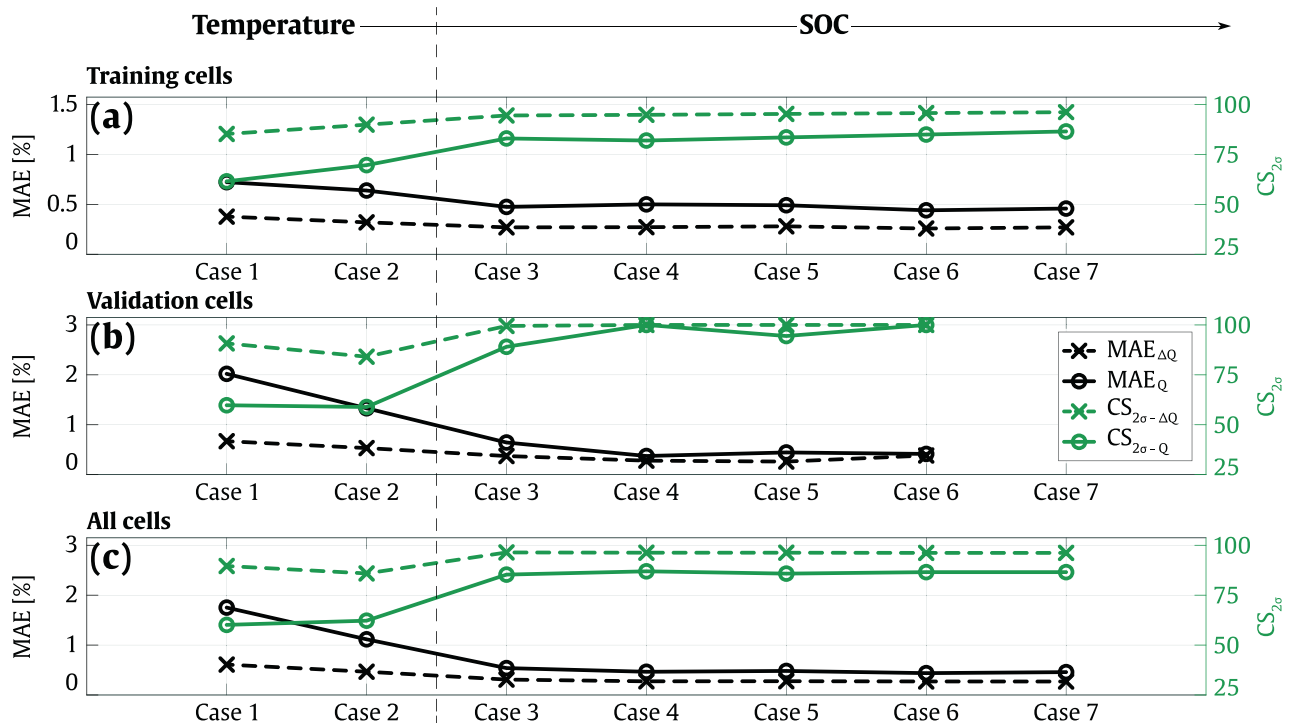 Temperature SOC
Training cells
(a)
1.5
1
0.5
0
MAE [%]
100
75
50
25
CS2σ
Case 1 Case 2 Case 3 Case 4 Case 5 Case 6 Case 7
Validation cells
(b)
3
2
1
0
MAE [%]
100
75
50
25
CS2σ
MAEΔQ
MAEQ
CS2σ-ΔQ
CS2σ-Q
Case 1 Case 2 Case 3 Case 4 Case 5 Case 6 Case 7
All cells
(c)
3
2
1
0
MAE [%]
100
75
50
25
CS2σ
Case 1 Case 2 Case 3 Case 4 Case 5 Case 6 Case 7